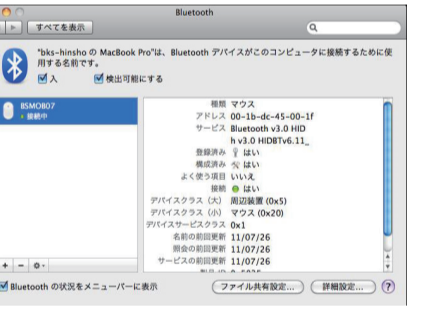 Bluetooth
すべてを表示
"bks-hinsho の MacBook Pro"は、Bluetooth デバイスがこのコンピュータに接続するために使
用する名前です。
入 検出可能にする
BSMOB07
接続中
種類 マウス
アドレス 00-1b-dc-45-00-1f
サービス Bluetooth v3.0 HID
h v3.0 HIDBTv6.11_
登録済み はい
構成済み はい
よく使う項目 いいえ
接続 はい
デバイスクラス（大） 周辺装置 (0x5)
デバイスクラス（小） マウス (0x20)
デバイスサービスクラス 0x1
名前の前回更新 11/07/26
照会の前回更新 11/07/26
サービスの前回更新 11/07/26
Bluetooth の状況をメニューバーに表示
ファイル共有設定...
詳細設定...
?